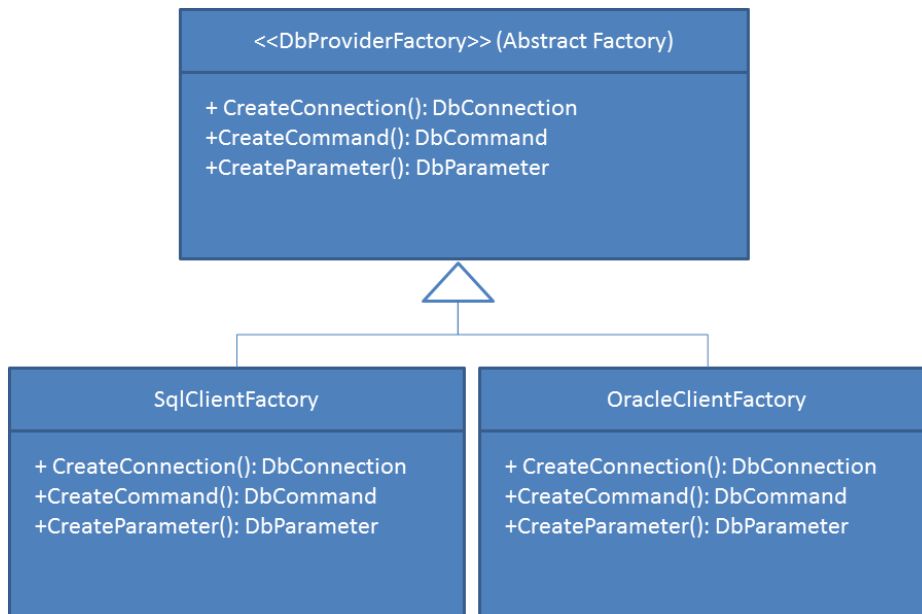 <<DbProviderFactory>> (Abstract Factory)
+ CreateConnection(): DbConnection
+CreateCommand(): DbCommand
+CreateParameter(): DbParameter
SqlClientFactory
+ CreateConnection(): DbConnection
+CreateCommand(): DbCommand
+CreateParameter(): DbParameter
OracleClientFactory
+ CreateConnection(): DbConnection
+CreateCommand(): DbCommand
+CreateParameter(): DbParameter